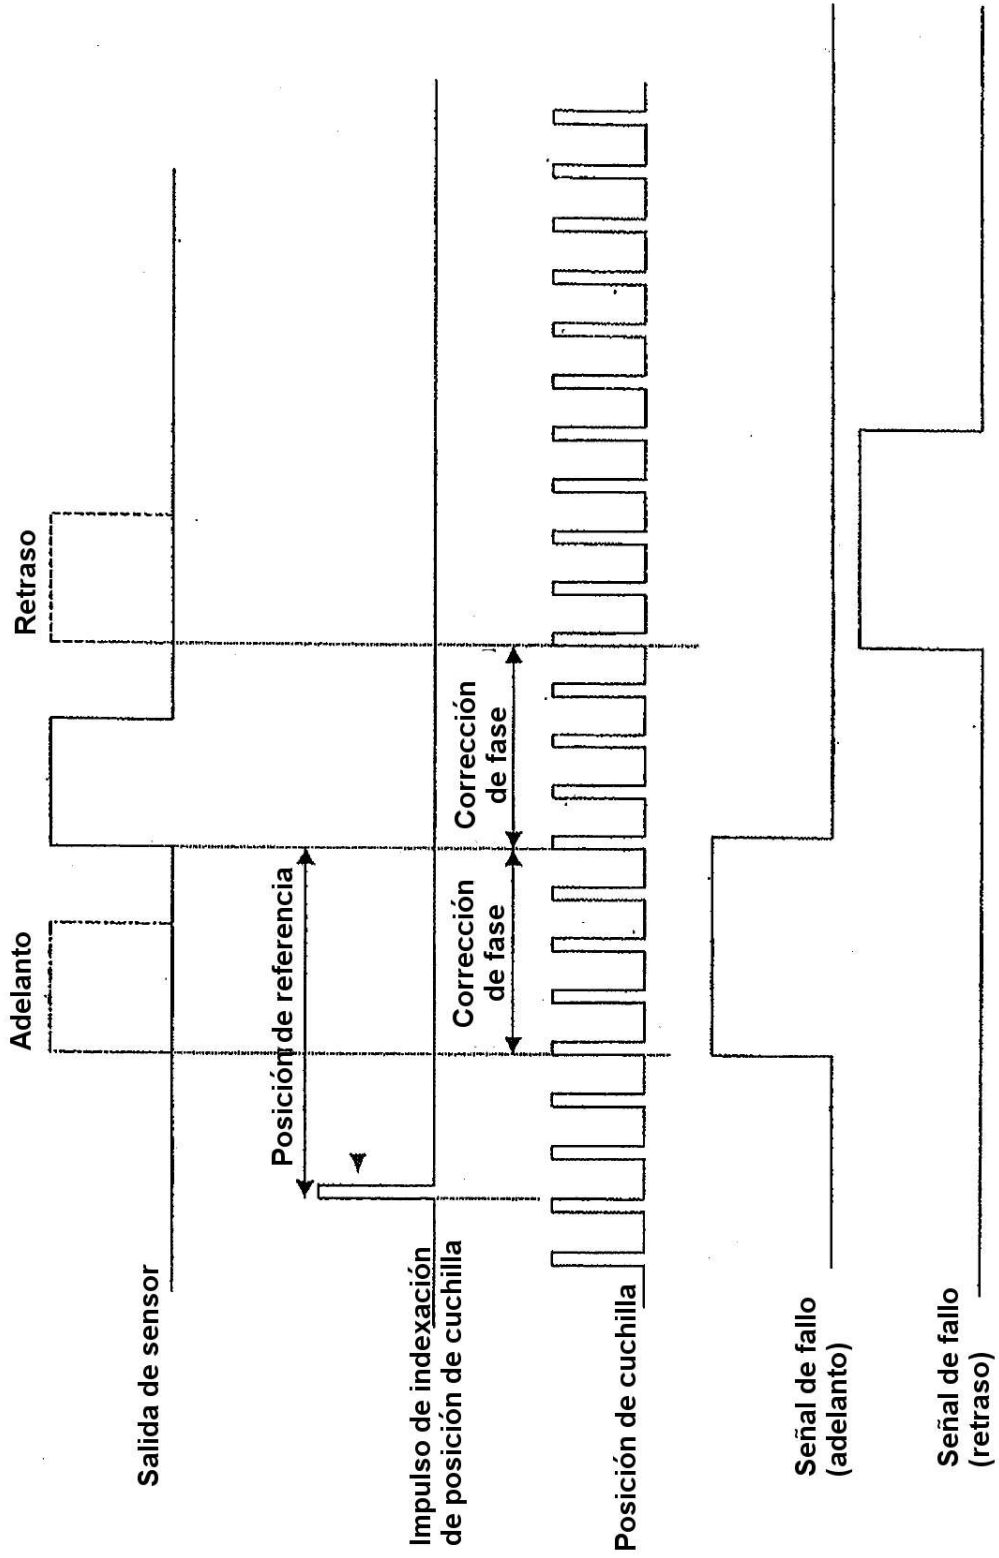 Salida de sensor
Adelanto
Retraso
Posición de referencia
Impulso de indexación
de posición de cuchilla
Corrección
de fase
Corrección
de fase
Posición de cuchilla
Señal de fallo
(adelanto)
Señal de fallo
(retraso)